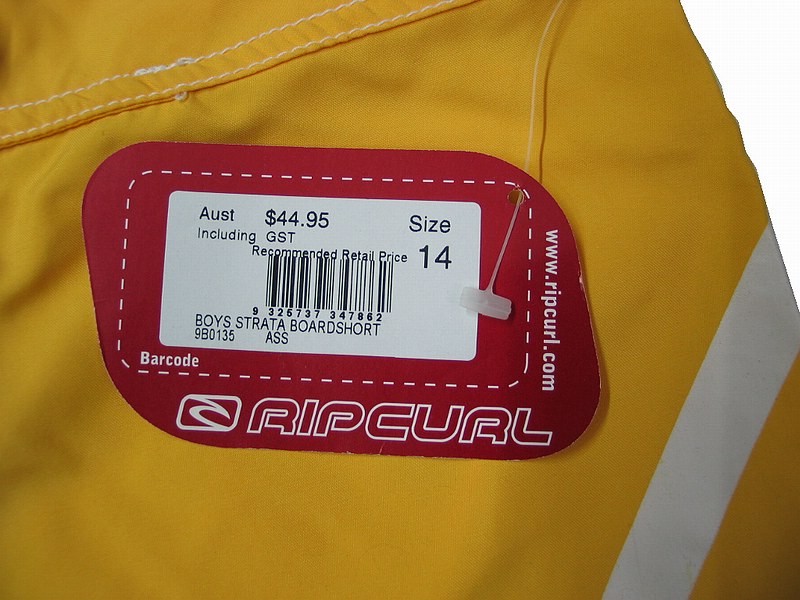 Aust $44.95 Size
Including GST
Recommended Retail Price 14
9 325737 347862
BOYS STRATA BOARDSHORT
9B0135 ASS
Barcode
www.ripcurl.com
RIPCURL